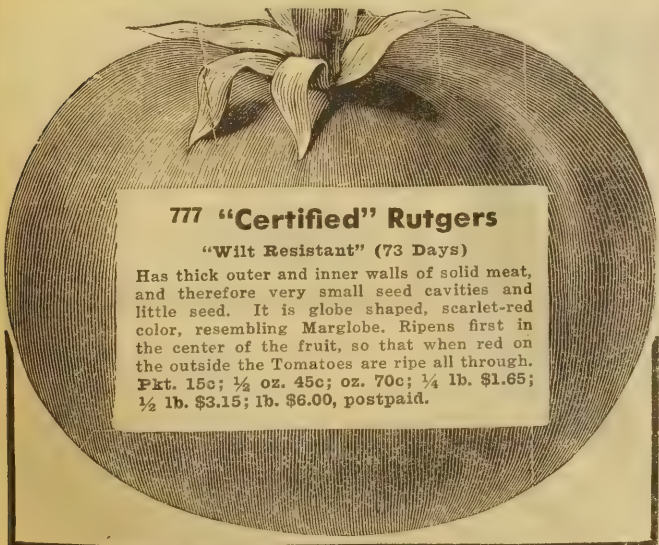 777 "Certified" Rutgers
"Wilt Resistant" (73 Days)
Has thick outer and inner walls of solid meat,
and therefore very small seed cavities and
little seed. It is globe shaped, scarlet-red
color, resembling Marglobe. Ripens first in
the center of the fruit, so that when red on
the outside the Tomatoes are ripe all through.
Pkt. 15c; ½ oz. 45c; oz. 70c; ¼ lb. $1.65;
½ lb. $3.15; lb. $6.00, postpaid.